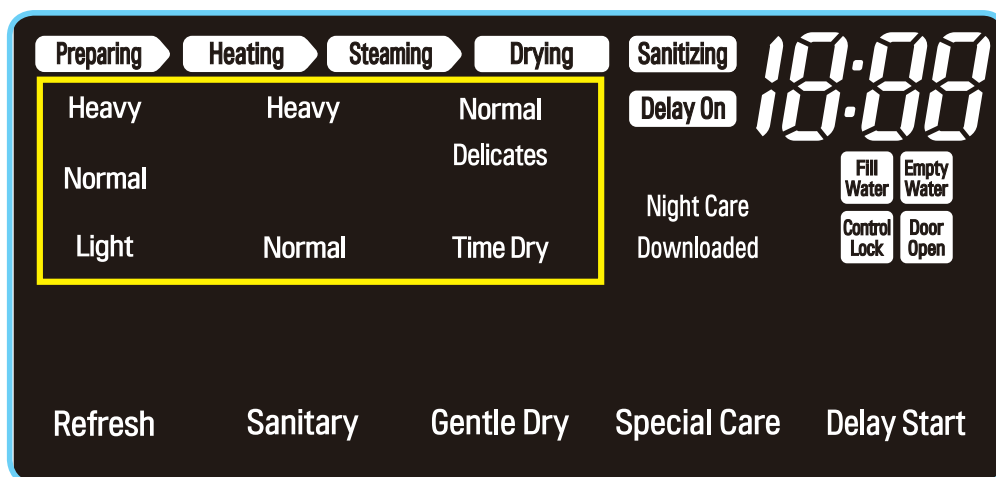 Preparing Heating Steaming Drying Sanitizing 18:88
Heavy Heavy Normal Delay On
Delicates
Normal
Light Normal Time Dry
Night Care
Downloaded
Fill Water Empty Water
Control Lock Door Open
Refresh Sanitary Gentle Dry Special Care Delay Start